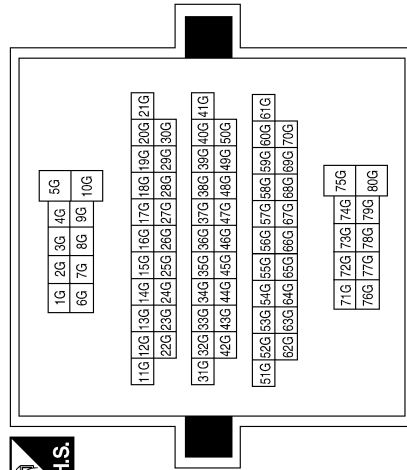 5G
1G 2G 3G 4G
10G
6G 7G 8G 9G
11G 12G 13G 14G 15G 16G 17G 18G 19G 20G 21G
22G 23G 24G 25G 26G 27G 28G 29G 30G
31G 32G 33G 34G 35G 36G 37G 38G 39G 40G 41G
42G 43G 44G 45G 46G 47G 48G 49G 50G
51G 52G 53G 54G 55G 56G 57G 58G 59G 60G 61G
62G 63G 64G 65G 66G 67G 68G 69G 70G
71G 72G 73G 74G 75G
76G 77G 78G 79G 80G
H.S.